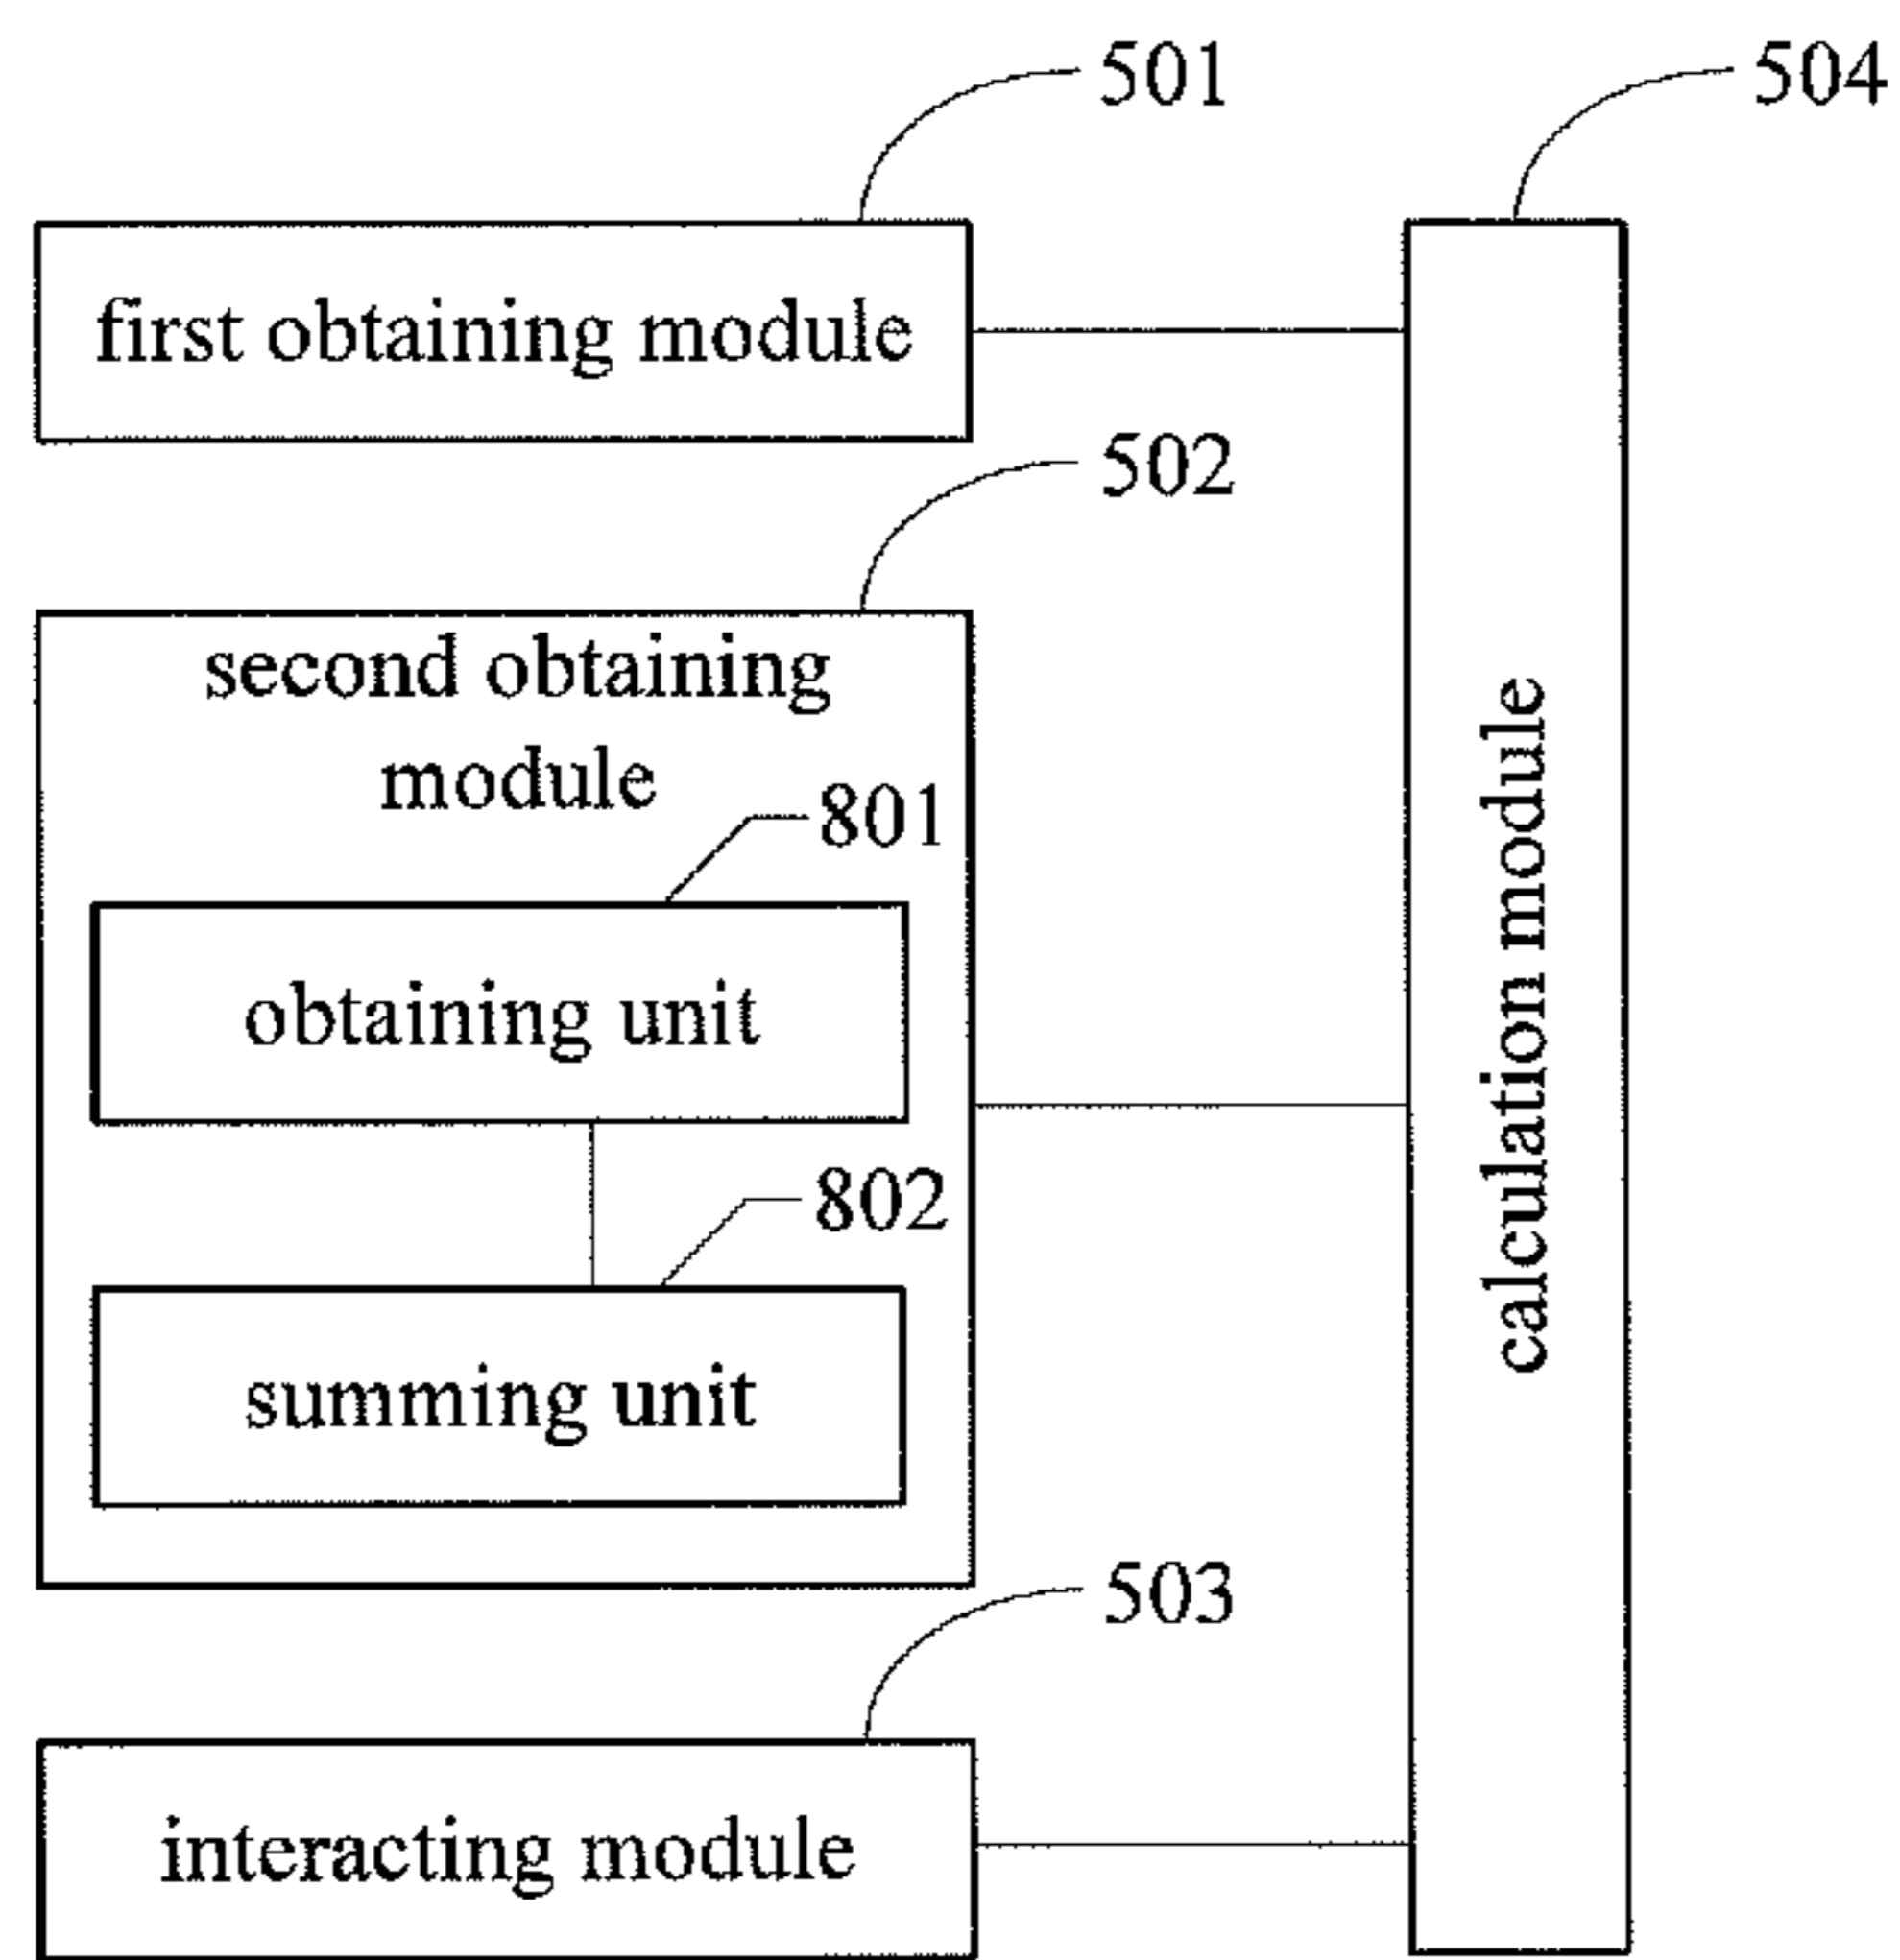 501
504
first obtaining module
502
second obtaining
module
801
obtaining unit
802
summing unit
503
interacting module
calculation module